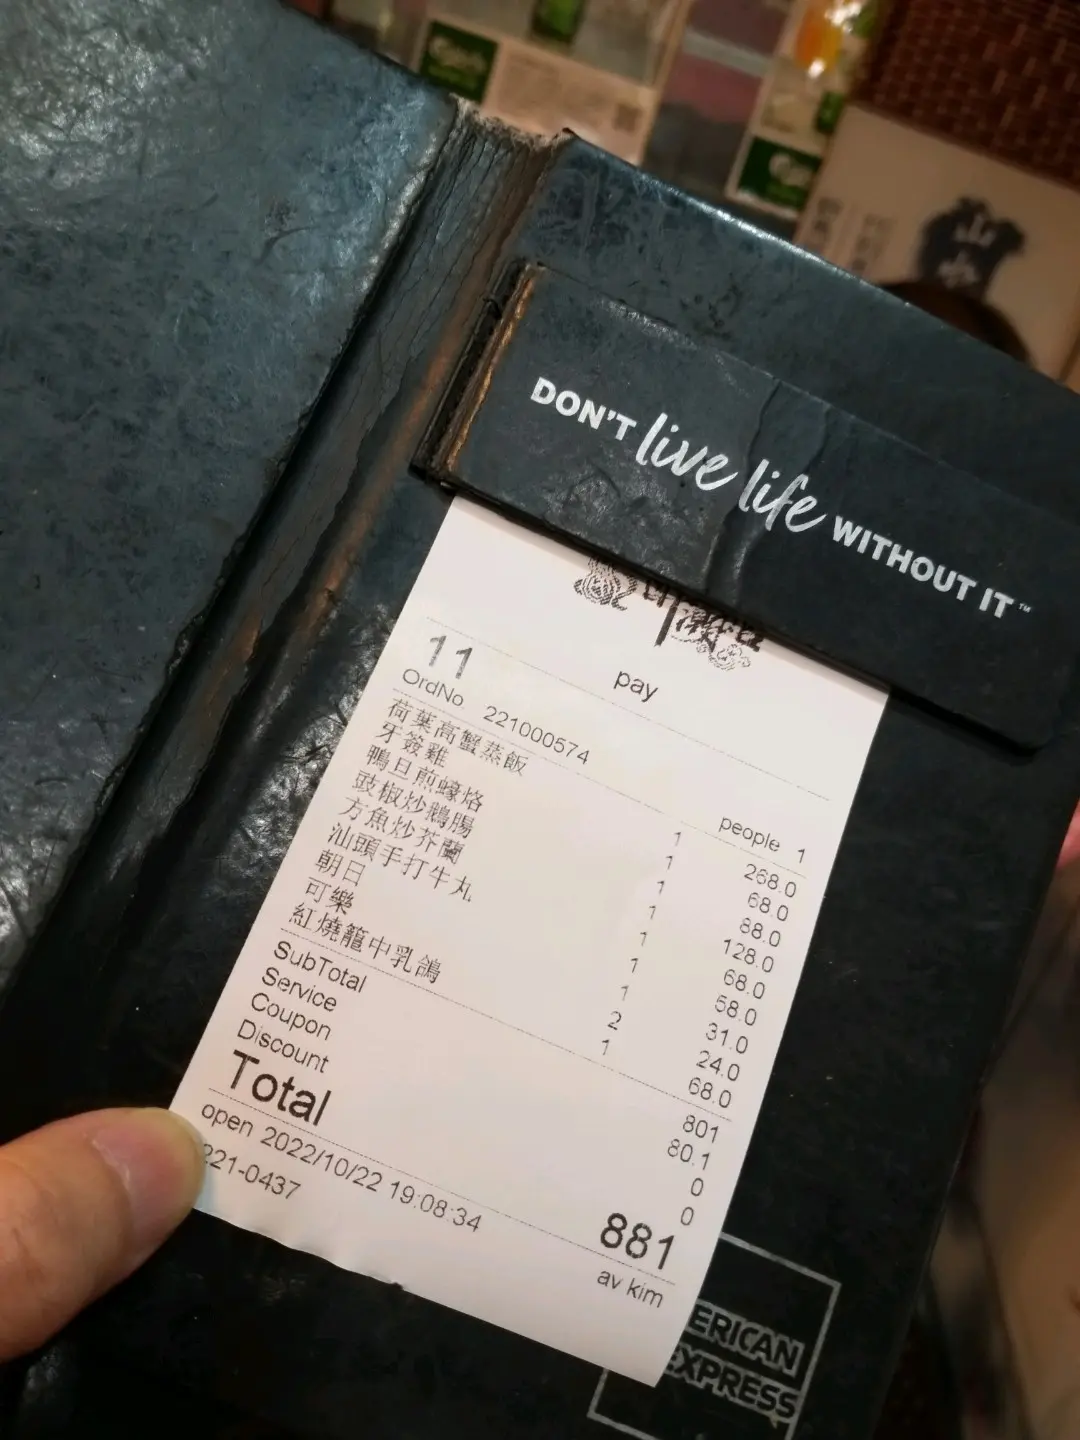 DON'T live life WITHOUT IT™
pay
11
OrdNo 221000574
people 1
荷葉高蟹蒸飯 1 268.0
牙簽雞 1 68.0
鴨旦煎蠔烙 1 88.0
豉椒炒鵝腸 1 128.0
方魚炒芥蘭 1 68.0
汕頭手打牛丸 1 58.0
朝日 1 31.0
可樂 2 24.0
紅燒籠中乳鴿 1 68.0
SubTotal 801
Service 80.1
Coupon 0
Discount 0
Total 881
open 2022/10/22 19:08:34 av kim
221-0437
ERICAN
EXPRESS
山